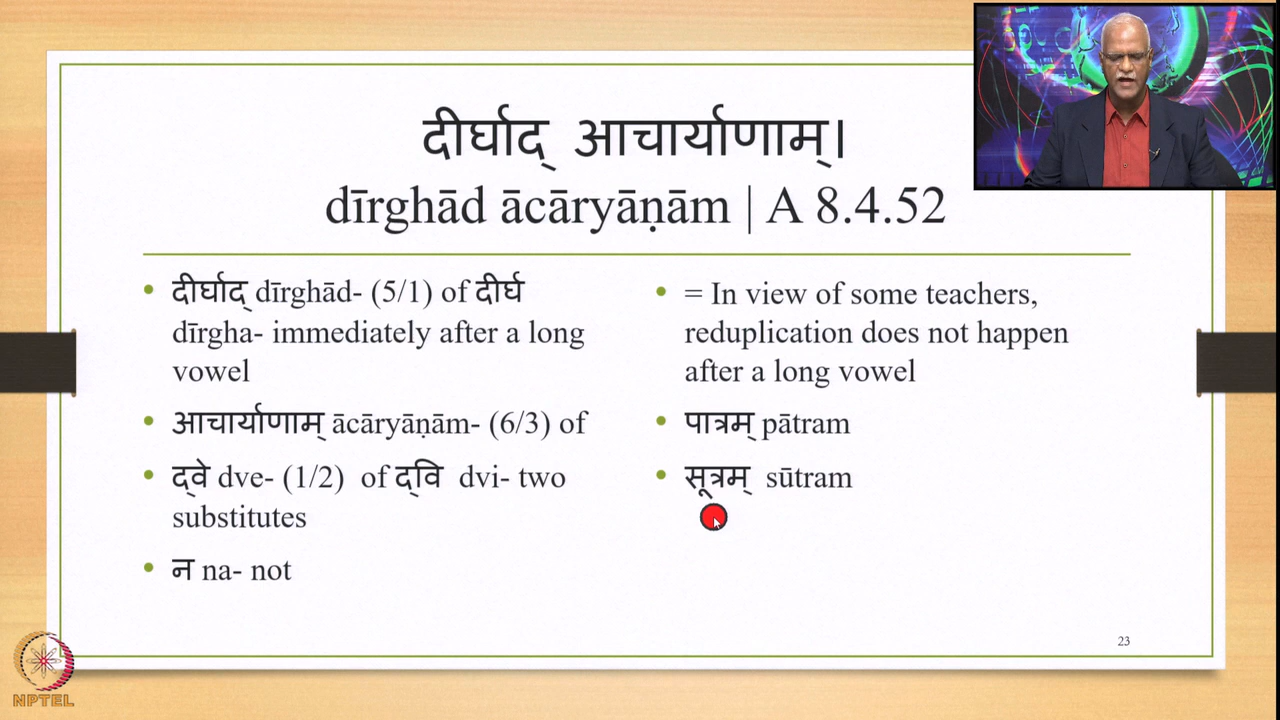 दीर्घाद् आचार्याणाम्।
dīrghād ācāryāṇām | A 8.4.52
• दीर्घाद् dīrghād- (5/1) of दीर्घ
dīrgha- immediately after a long
vowel
• आचार्याणाम् ācāryāṇām- (6/3) of
• द्वे dve- (1/2) of द्वि dvi- two
substitutes
• न na- not
• = In view of some teachers,
reduplication does not happen
after a long vowel
• पात्रम् pātram
• सूत्रम् sūtram
23
NPTEL